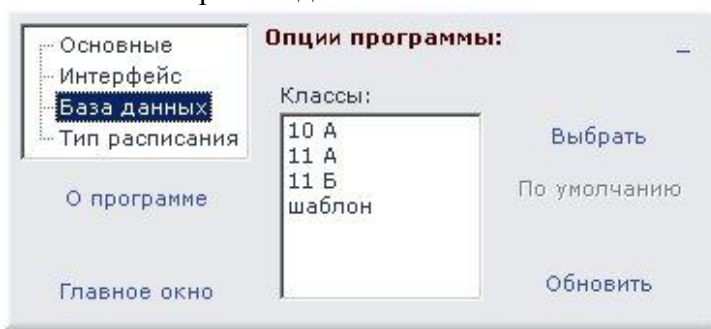 Основные
Интерфейс
База данных
Тип расписания
О программе
Главное окно
Опции программы:
Классы:
10 А
11 А
11 Б
шаблон
Выбрать
По умолчанию
Обновить